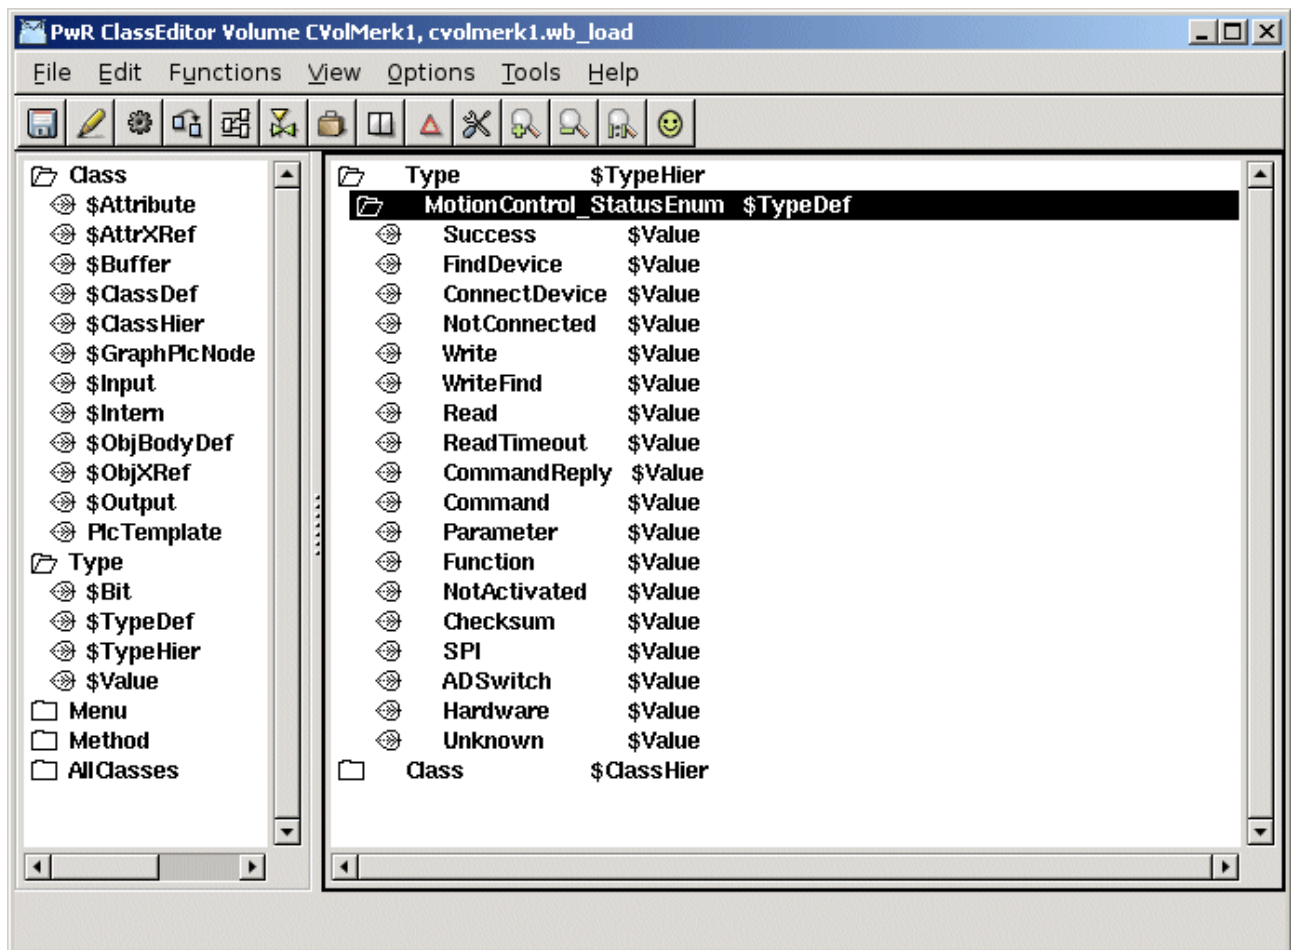 PwR ClassEditor Volume CVolMerk1, cvolmerk1.wb_load
File Edit Functions View Options Tools Help
Class
$Attribute
$AttrXRef
$Buffer
$ClassDef
$ClassHier
$GraphPlcNode
$Input
$Intern
$ObjBodyDef
$ObjXRef
$Output
PlcTemplate
Type
$Bit
$TypeDef
$TypeHier
$Value
Menu
Method
AllClasses
Type $TypeHier
MotionControl_StatusEnum $TypeDef
Success $Value
FindDevice $Value
ConnectDevice $Value
NotConnected $Value
Write $Value
WriteFind $Value
Read $Value
ReadTimeout $Value
CommandReply $Value
Command $Value
Parameter $Value
Function $Value
NotActivated $Value
Checksum $Value
SPI $Value
ADSwitch $Value
Hardware $Value
Unknown $Value
Class $ClassHier